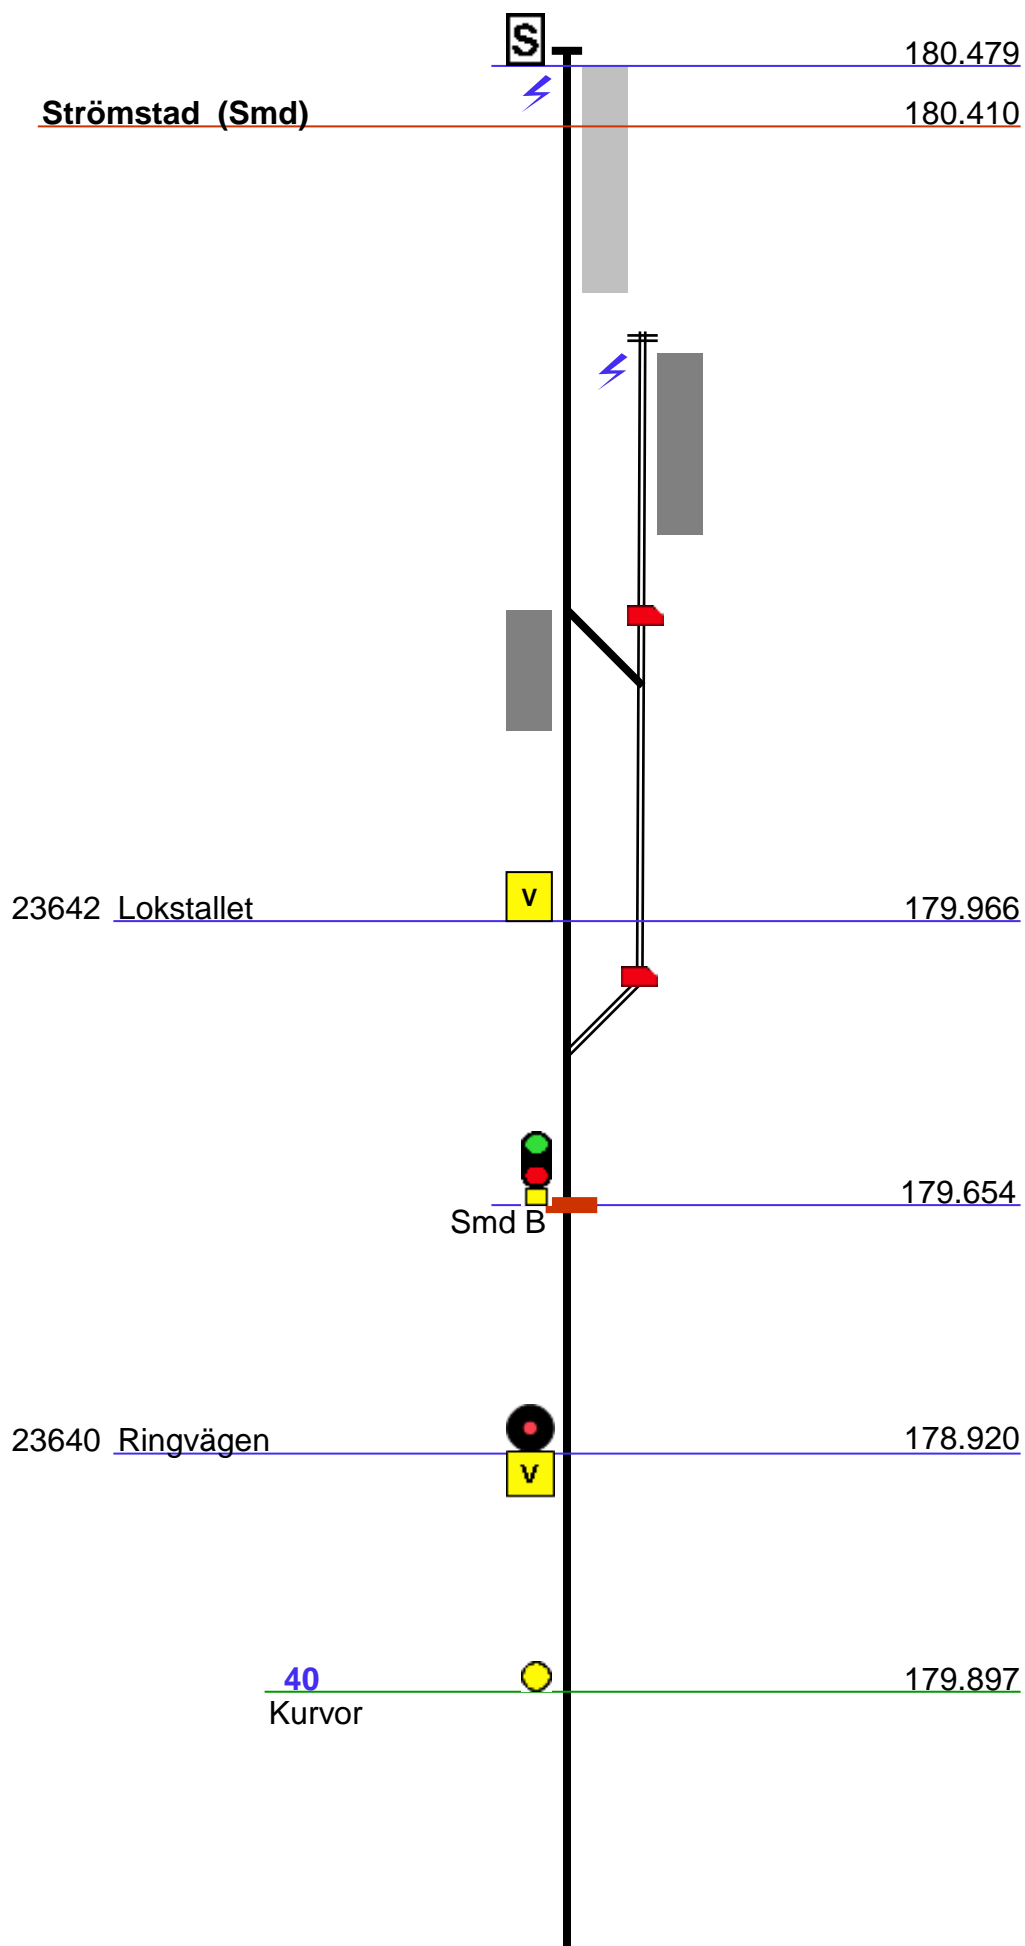 S
180.479
Strömstad (Smd) 180.410
V
23642 Lokstallet 179.966
179.654
Smd B
23640 Ringvägen 178.920
V
40 179.897
Kurvor